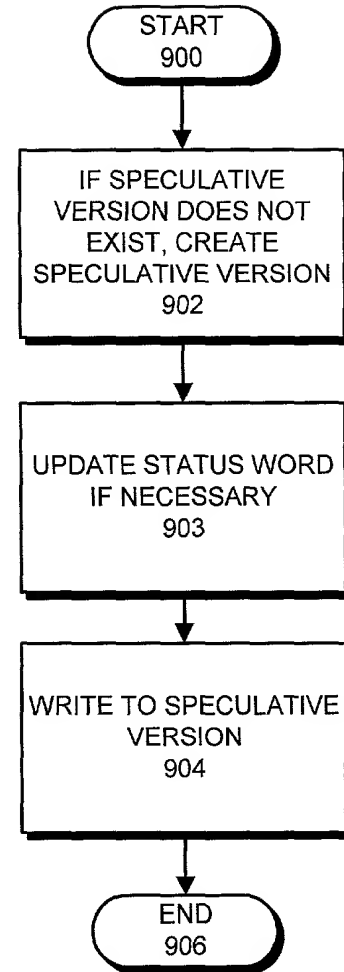 START
900
IF SPECULATIVE
VERSION DOES NOT
EXIST, CREATE
SPECULATIVE VERSION
902
UPDATE STATUS WORD
IF NECESSARY
903
WRITE TO SPECULATIVE
VERSION
904
END
906